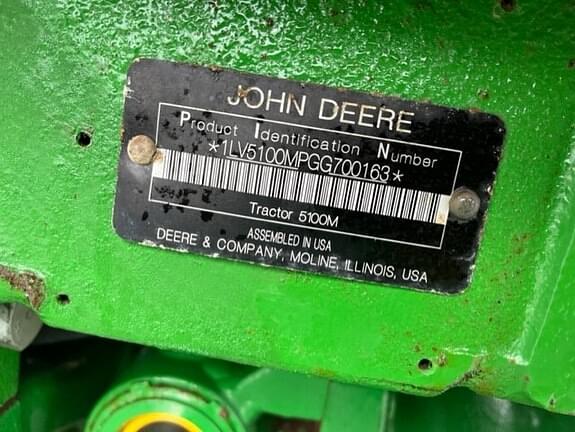 JOHN DEERE
Product Identification Number
*1LV5100MPGG700163*
Tractor 5100M
ASSEMBLED IN USA
DEERE & COMPANY, MOLINE, ILLINOIS, USA